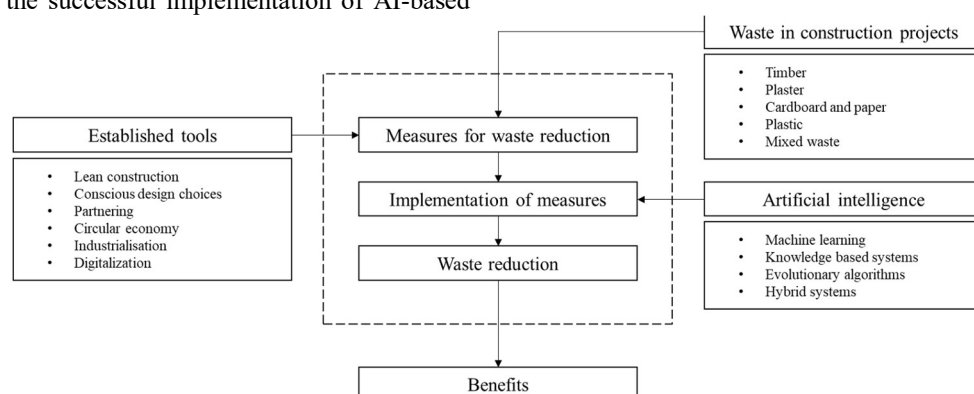 the successful implementation of AI-based
Waste in construction projects
• Timber
• Plaster
• Cardboard and paper
• Plastic
• Mixed waste
Established tools
• Lean construction
• Conscious design choices
• Partnering
• Circular economy
• Industrialisation
• Digitalization
Measures for waste reduction
Implementation of measures
Waste reduction
Artificial intelligence
• Machine learning
• Knowledge based systems
• Evolutionary algorithms
• Hybrid systems
Benefits